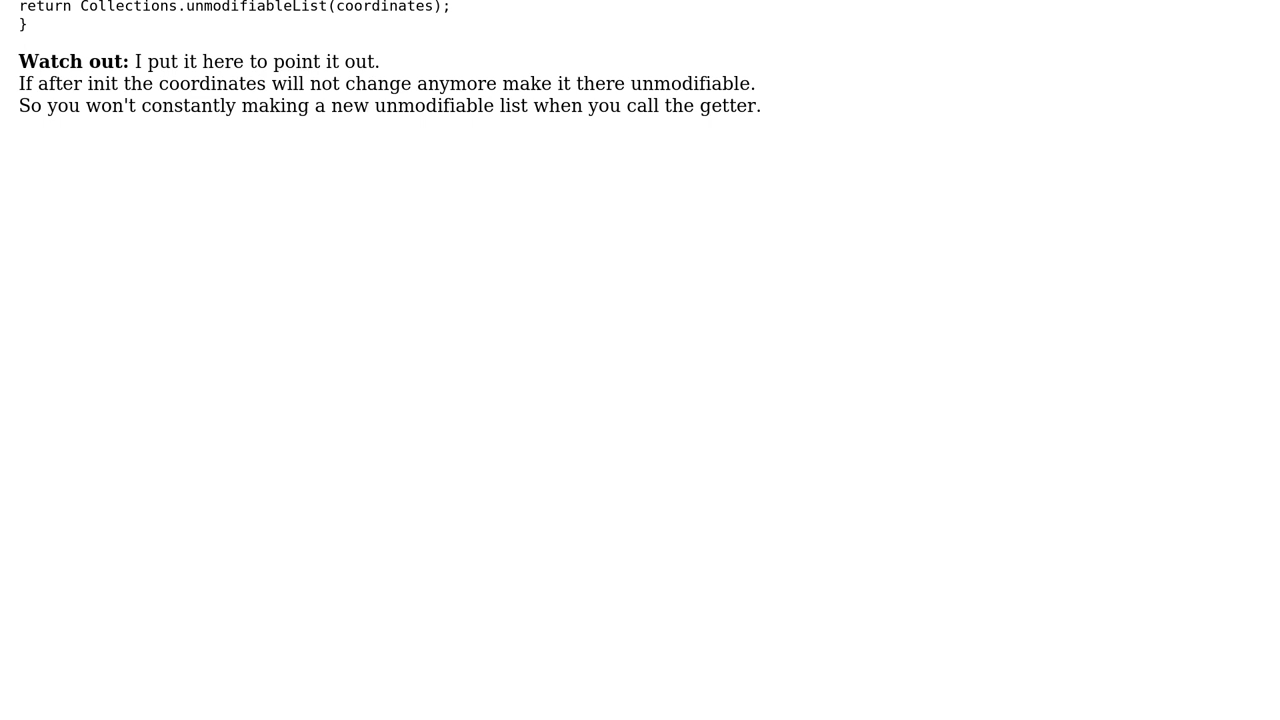 return Collections.unmodifiableList(coordinates);
}
Watch out: I put it here to point it out.
If after init the coordinates will not change anymore make it there unmodifiable.
So you won't constantly making a new unmodifiable list when you call the getter.